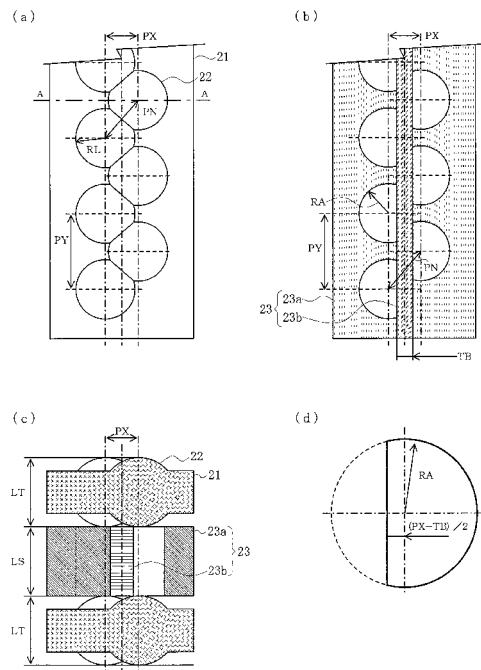 (a)
PX
21
22
A
A
PN
RL
PY
(b)
PX
RA
PY
PN
23
23a
23b
TB
(c)
PX
22
21
LT
LS
LT
23a
23b
23
(d)
RA
(PX-TB)/2